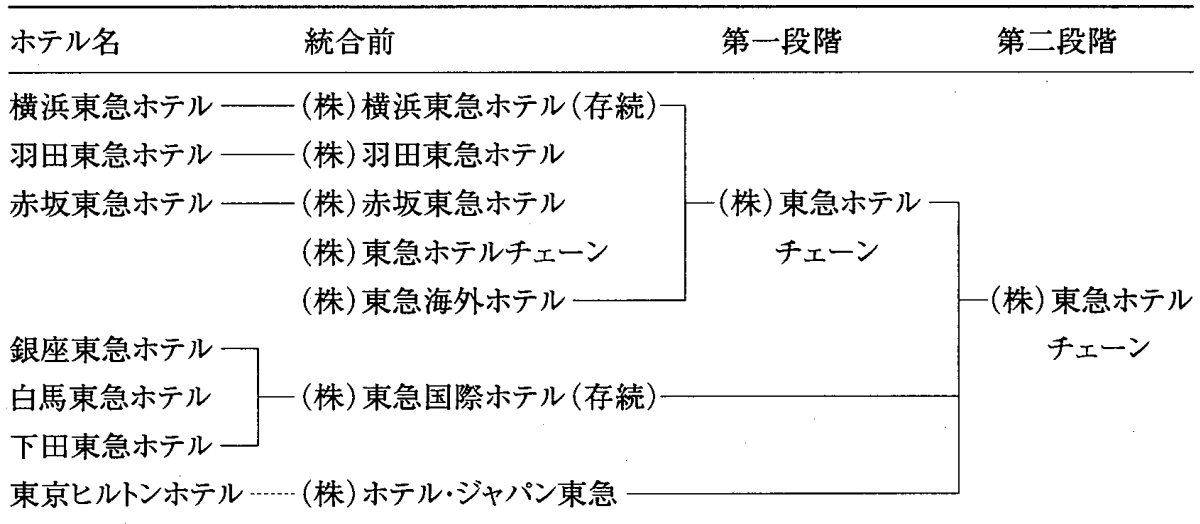 ホテル名 統合前 第一段階 第二段階
横浜東急ホテル (株)横浜東急ホテル(存続)
羽田東急ホテル (株)羽田東急ホテル
赤坂東急ホテル (株)赤坂東急ホテル (株)東急ホテル
(株)東急ホテルチェーン チェーン
(株)東急海外ホテル (株)東急ホテル
銀座東急ホテル チェーン
白馬東急ホテル (株)東急国際ホテル(存続)
下田東急ホテル
東京ヒルトンホテル (株)ホテル・ジャパン東急